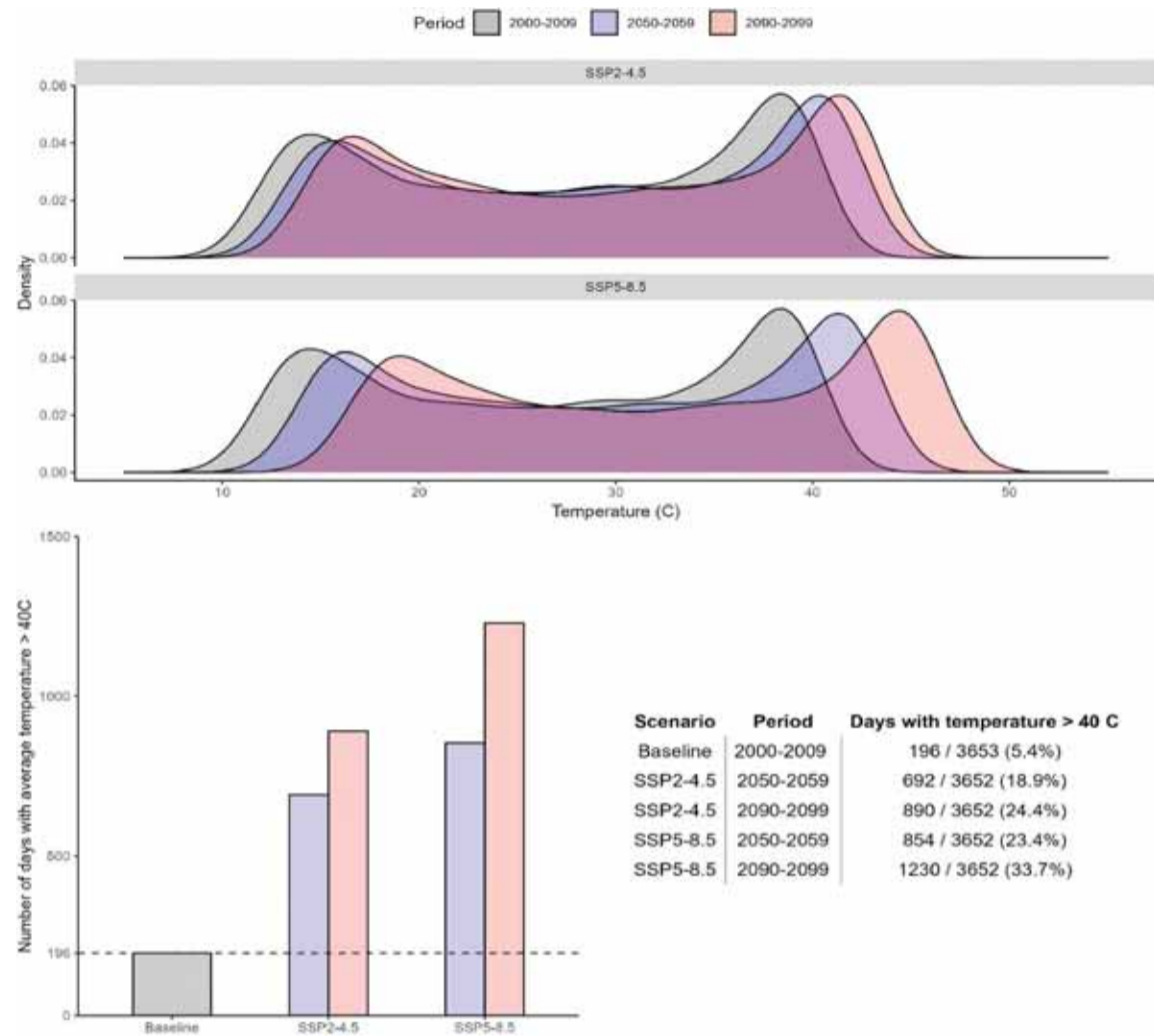 Period 2000-2009 2050-2059 2090-2099
SSP2-4.5
0.06
0.04
0.02
0.00
Density
SSP5-8.5
0.06
0.04
0.02
0.00
10 20 30 40 50
Temperature (C)
Number of days with average temperature > 40C
1500
1000
500
196
0
Baseline SSP2-4.5 SSP5-8.5
Scenario Period Days with temperature > 40 C
Baseline 2000-2009 196 / 3653 (5.4%)
SSP2-4.5 2050-2059 692 / 3652 (18.9%)
SSP2-4.5 2090-2099 890 / 3652 (24.4%)
SSP5-8.5 2050-2059 854 / 3652 (23.4%)
SSP5-8.5 2090-2099 1230 / 3652 (33.7%)